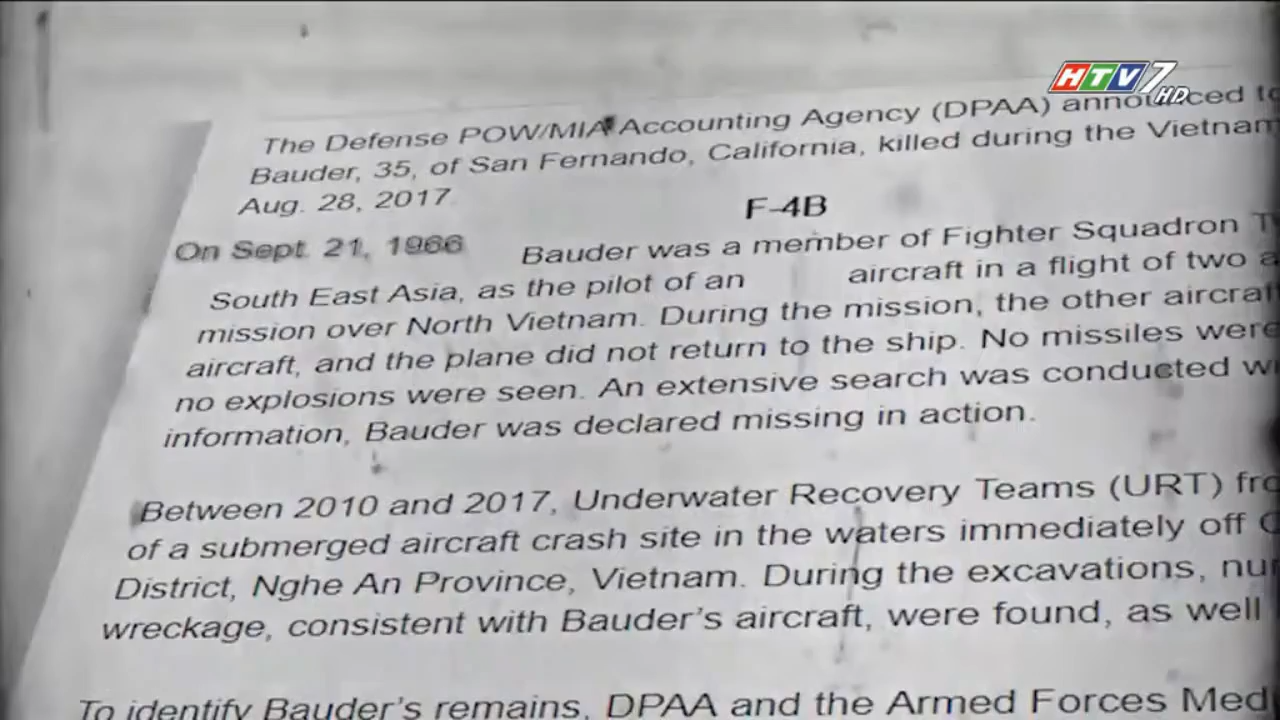 HTV7
HD
The Defense POW/MIA Accounting Agency (DPAA) announced to
Bauder, 35, of San Fernando, California, killed during the Vietnam
Aug. 28, 2017.
F-4B
On Sept. 21, 1966
Bauder was a member of Fighter Squadron T
South East Asia, as the pilot of an aircraft in a flight of two a
mission over North Vietnam. During the mission, the other aircraf
aircraft, and the plane did not return to the ship. No missiles were
no explosions were seen. An extensive search was conducted wi
information, Bauder was declared missing in action.
Between 2010 and 2017, Underwater Recovery Teams (URT) fro
of a submerged aircraft crash site in the waters immediately off
District, Nghe An Province, Vietnam. During the excavations, nu
wreckage, consistent with Bauder's aircraft, were found, as well
To identify Bauder's remains, DPAA and the Armed Forces Med